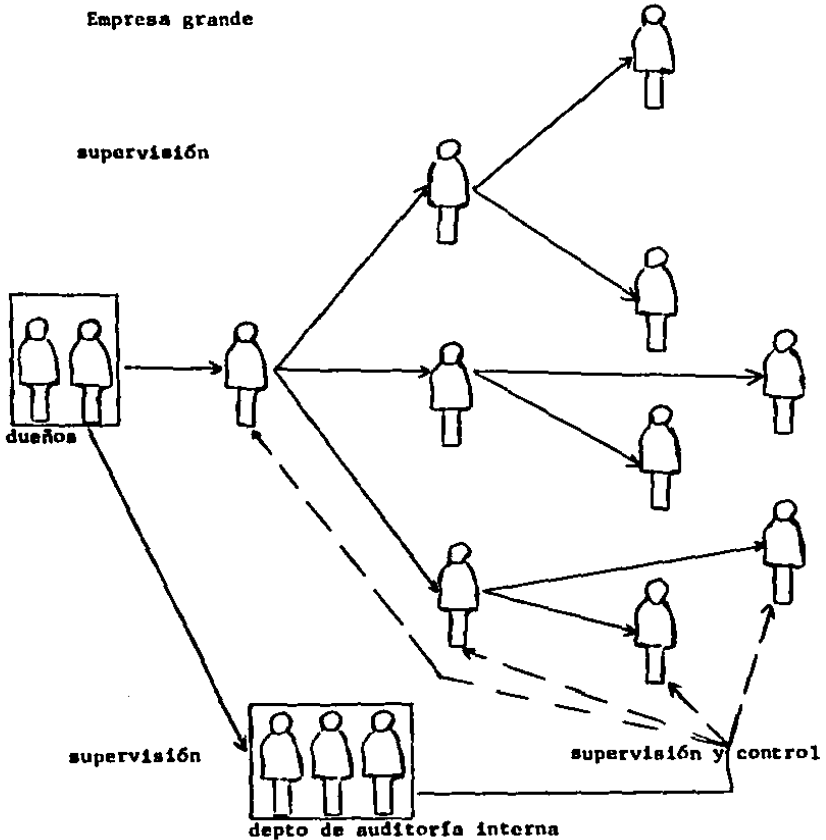 Empresa grande
supervisión
dueños
supervisión
supervisión y control
depto de auditoría interna